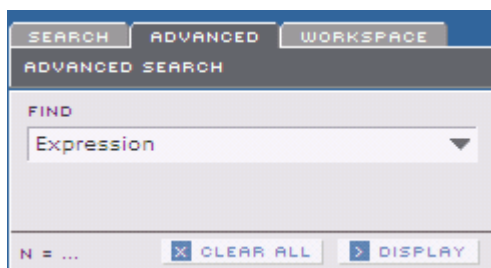 SEARCH ADVANCED WORKSPACE
ADVANCED SEARCH
FIND
Expression
N = ... CLEAR ALL DISPLAY